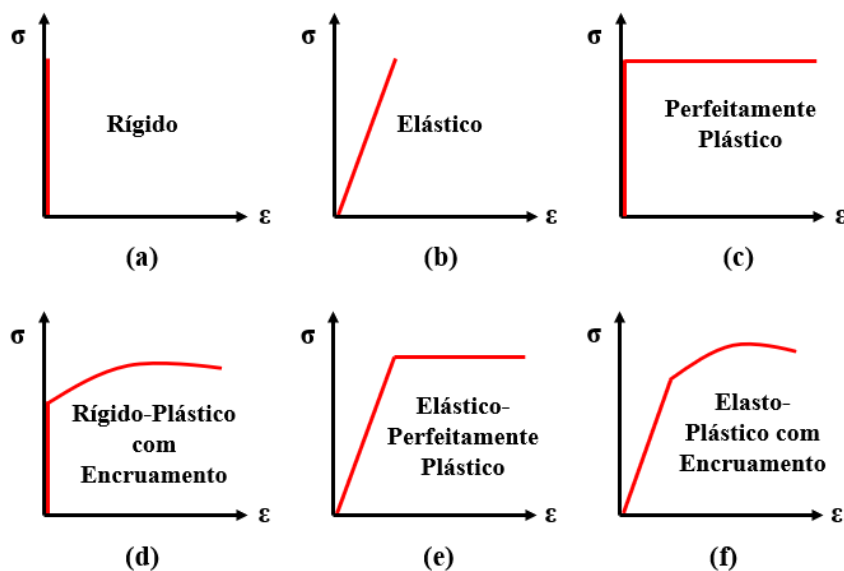 σ
Rígido
ε
(a)
σ
Elástico
ε
(b)
σ
Perfeitamente
Plástico
ε
(c)
σ
Rígido-Plástico
com
Encruamento
ε
(d)
σ
Elástico-
Perfeitamente
Plástico
ε
(e)
σ
Elasto-
Plástico com
Encruamento
ε
(f)